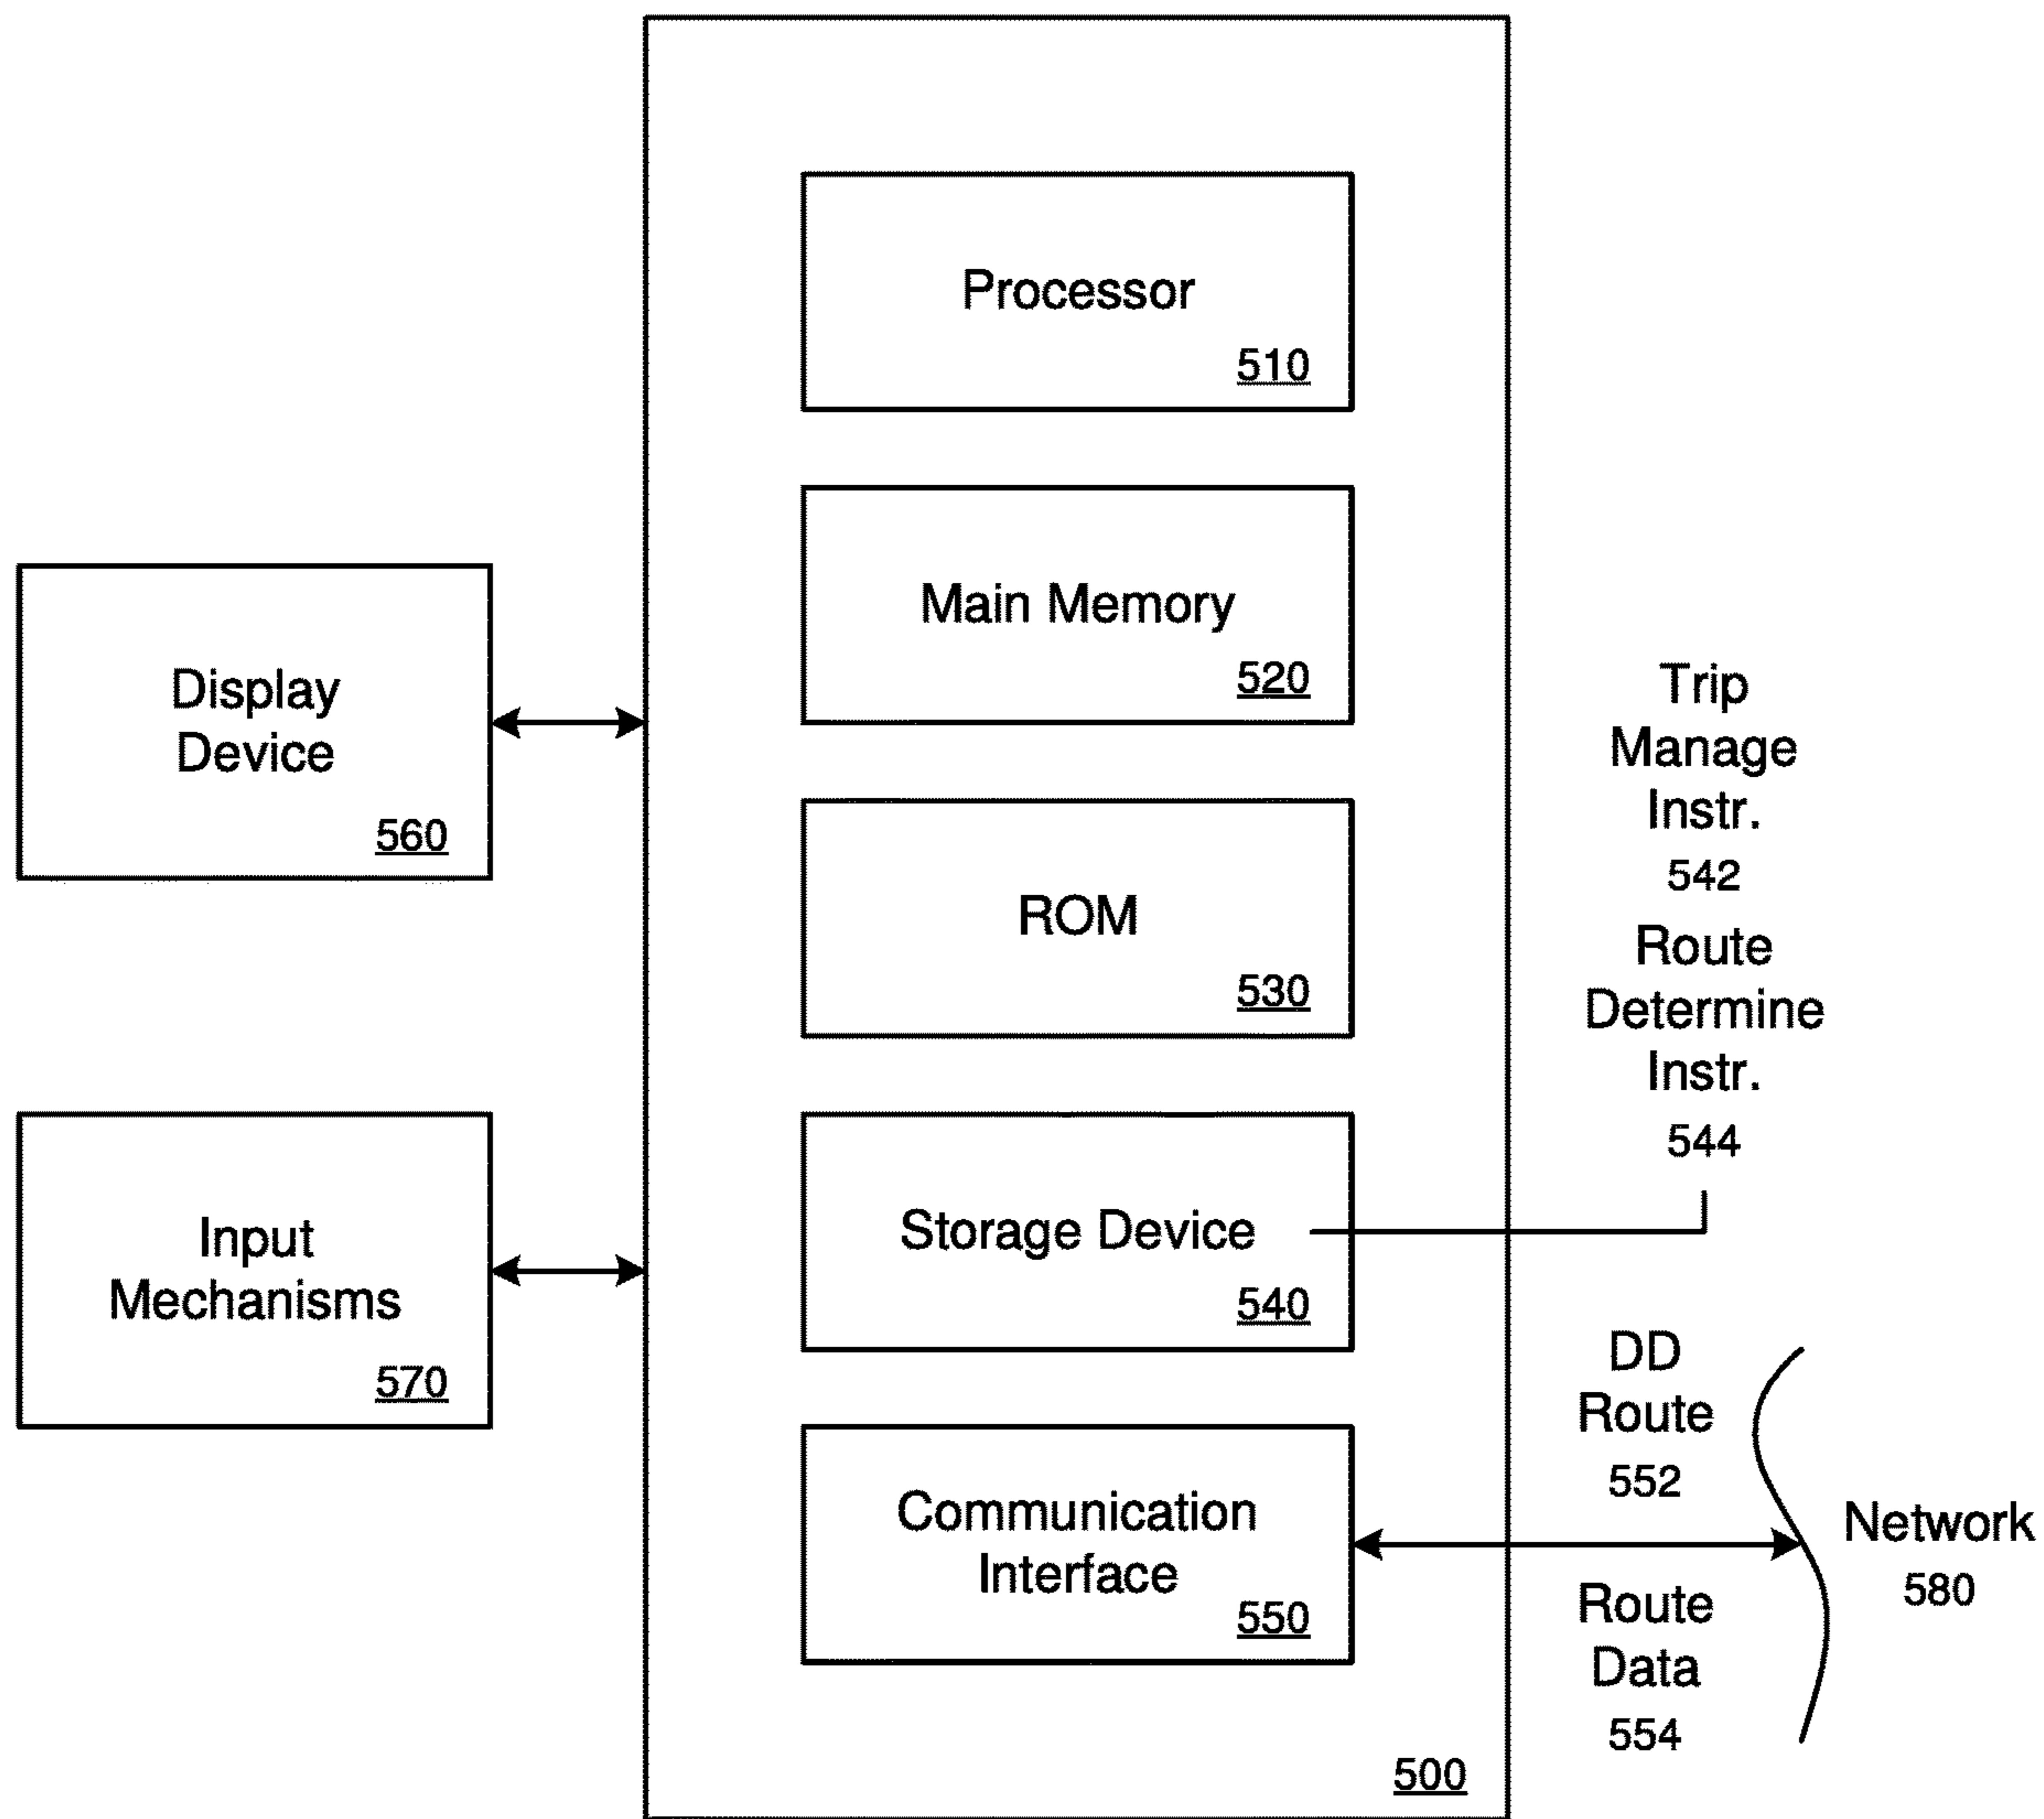 Processor
510
Main Memory
520
ROM
530
Storage Device
540
Communication
Interface
550
500
Display
Device
560
Input
Mechanisms
570
Trip
Manage
Instr.
542
Route
Determine
Instr.
544
DD
Route
552
Route
Data
554
Network
580